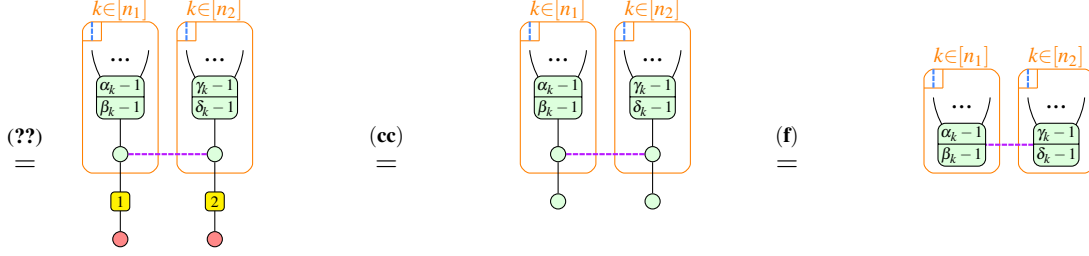 k∈[n₁] k∈[n₂] k∈[n₁] k∈[n₂]
k∈[n₁] k∈[n₂]
... ... ... ...
αₖ − 1 γₖ − 1 αₖ − 1 γₖ − 1
... ...
βₖ − 1 δₖ − 1 βₖ − 1 δₖ − 1
(??) (cc) (f) αₖ − 1 γₖ − 1
= = = βₖ − 1 δₖ − 1
1 2